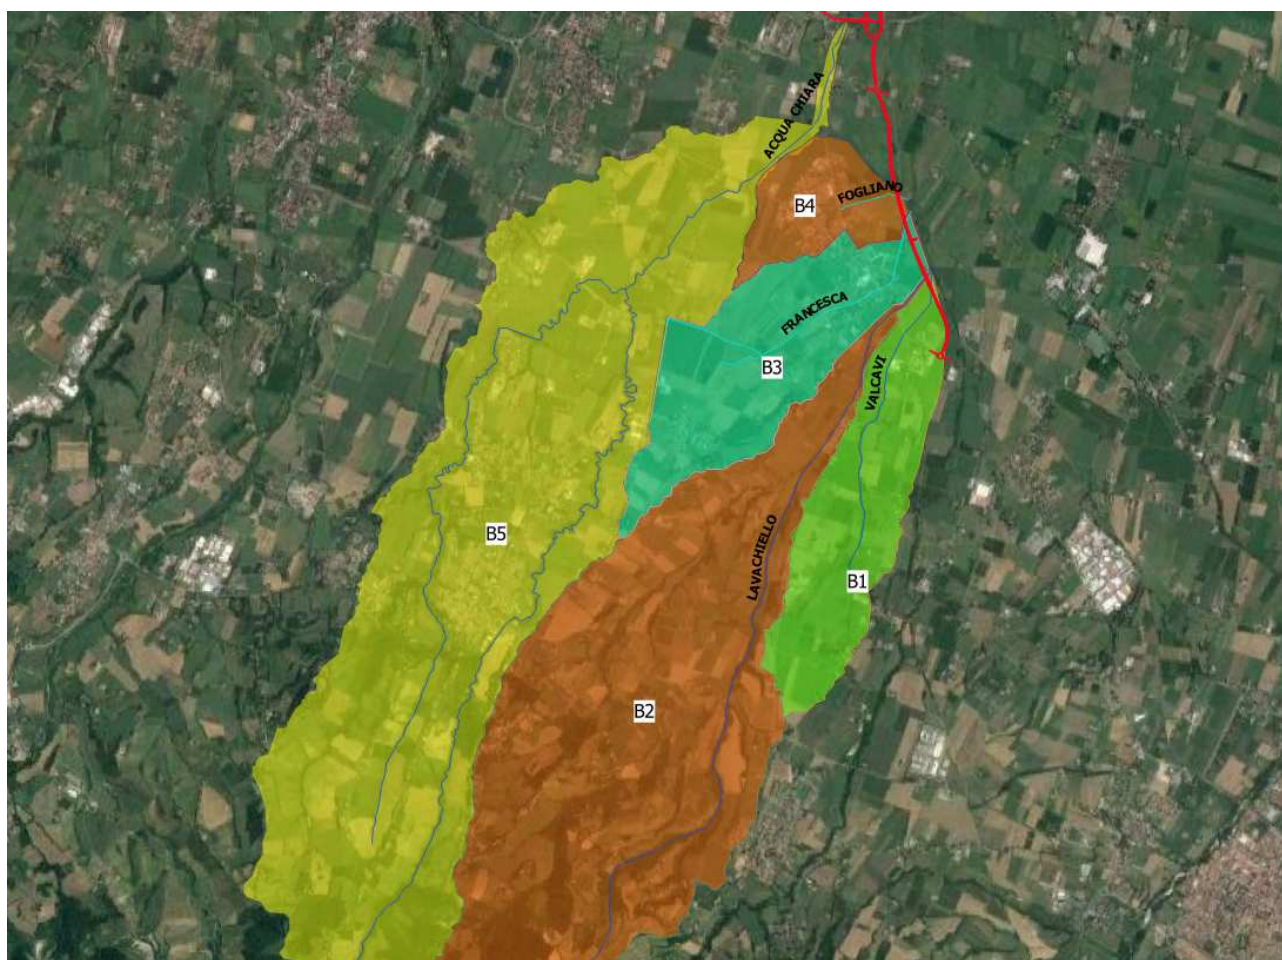 ACQUA CHIARA
B4
FOGLIANO
FRANCESCA
B3
VALCAVI
B5
LAVACHIELLO
B1
B2